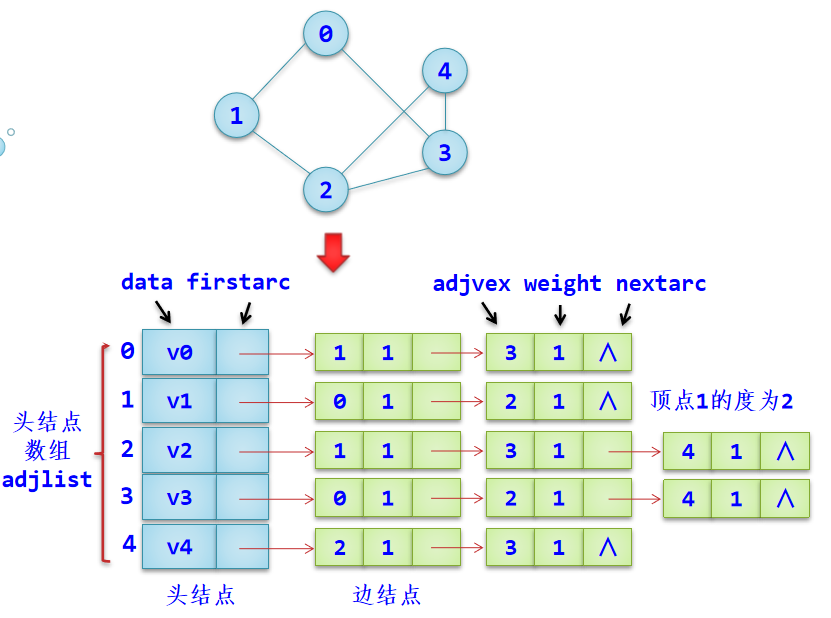 0
4
1
3
2
data firstarc
adjvex weight nextarc
0 v0 1 1 3 1 ∧
1 v1 0 1 2 1 ∧ 顶点1的度为2
头结点
数组
adjlist
2 v2 1 1 3 1 4 1 ∧
3 v3 0 1 2 1 4 1 ∧
4 v4 2 1 3 1 ∧
头结点 边结点